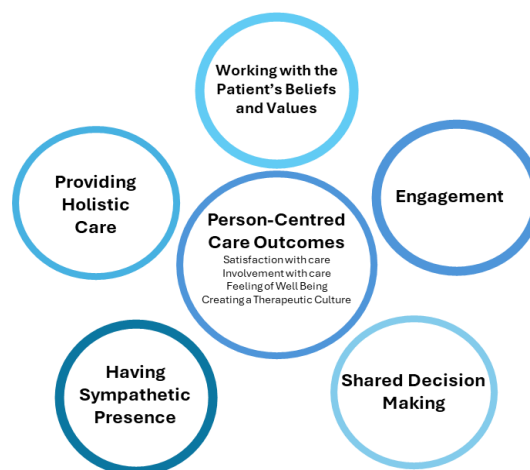 Working with the
Patient's Beliefs
and Values
Providing
Holistic
Care
Engagement
Person-Centred
Care Outcomes
Satisfaction with care
Involvement with care
Feeling of Well Being
Creating a Therapeutic Culture
Having
Sympathetic
Presence
Shared Decision
Making